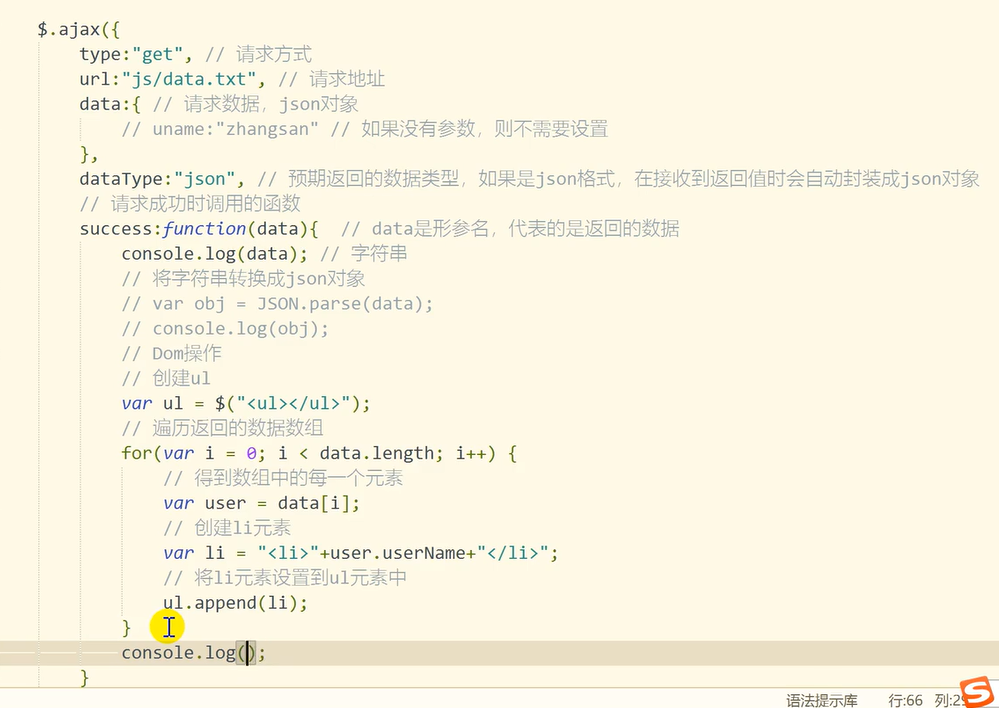 $.ajax({
    type:"get", // 请求方式
    url:"js/data.txt", // 请求地址
    data:{ // 请求数据，json对象
        // uname:"zhangsan" // 如果没有参数，则不需要设置
    },
    dataType:"json", // 预期返回的数据类型，如果是json格式，在接收到返回值时会自动封装成json对象
    // 请求成功时调用的函数
    success:function(data){  // data是形参名，代表的是返回的数据
        console.log(data); // 字符串
        // 将字符串转换成json对象
        // var obj = JSON.parse(data);
        // console.log(obj);
        // Dom操作
        // 创建ul
        var ul = $("<ul></ul>");
        // 遍历返回的数据数组
        for(var i = 0; i < data.length; i++) {
            // 得到数组中的每一个元素
            var user = data[i];
            // 创建li元素
            var li = "<li>"+user.userName+"</li>";
            // 将li元素设置到ul元素中
            ul.append(li);
        }
        console.log();
    }
语法提示库 行:66 列:2